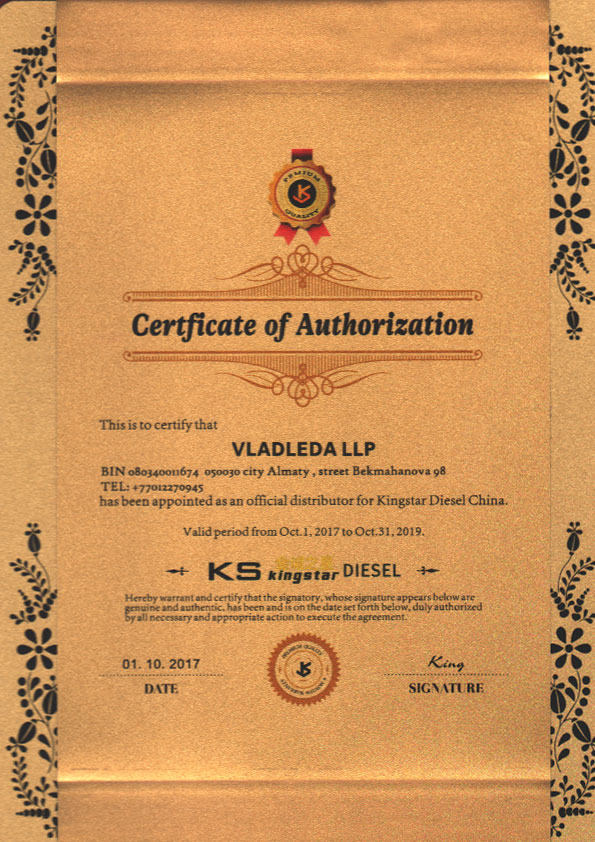 PEMIUM
QUALITY
Certficate of Authorization
This is to certify that
VLADLEDA LLP
BIN 080340011674 050030 city Almaty , street Bekmahanova 98
TEL: +77012270945
has been appointed as an official distributor for Kingstar Diesel China.
Valid period from Oct.1, 2017 to Oct.31, 2019.
KS kingstar DIESEL
Hereby warrant and certify that the signatory, whose signature appears below are
genuine and authentic, has been and is on the date set forth below, duly authorized
by all necessary and appropriate action to execute the agreement.
01. 10. 2017
King
DATE
SIGNATURE
PREMIUM QUALITY